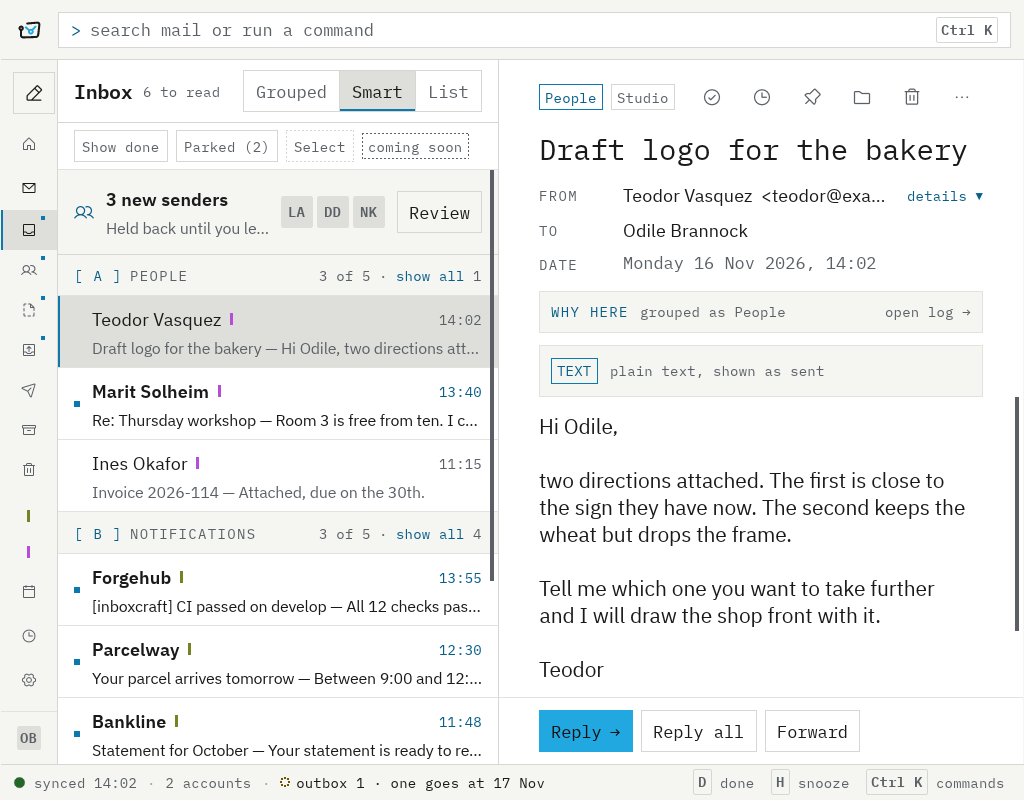 > search mail or run a command Ctrl K
Inbox 6 to read Grouped Smart List
Show done Parked (2) Select coming soon
3 new senders
Held back until you le... LA DD NK Review
[ A ] PEOPLE 3 of 5 · show all 1
Teodor Vasquez 14:02
Draft logo for the bakery — Hi Odile, two directions att...
Marit Solheim 13:40
Re: Thursday workshop — Room 3 is free from ten. I c...
Ines Okafor 11:15
Invoice 2026-114 — Attached, due on the 30th.
[ B ] NOTIFICATIONS 3 of 5 · show all 4
Forgehub 13:55
[inboxcraft] CI passed on develop — All 12 checks pas...
Parcelway 12:30
Your parcel arrives tomorrow — Between 9:00 and 12:...
Bankline 11:48
Statement for October — Your statement is ready to re...
People Studio ...
Draft logo for the bakery
FROM Teodor Vasquez <teodor@exa... details ▾
TO Odile Brannock
DATE Monday 16 Nov 2026, 14:02
WHY HERE grouped as People open log →
TEXT plain text, shown as sent
Hi Odile,
two directions attached. The first is close to
the sign they have now. The second keeps the
wheat but drops the frame.
Tell me which one you want to take further
and I will draw the shop front with it.
Teodor
Reply → Reply all Forward
OB
synced 14:02 · 2 accounts · outbox 1 · one goes at 17 Nov D done H snooze Ctrl K commands